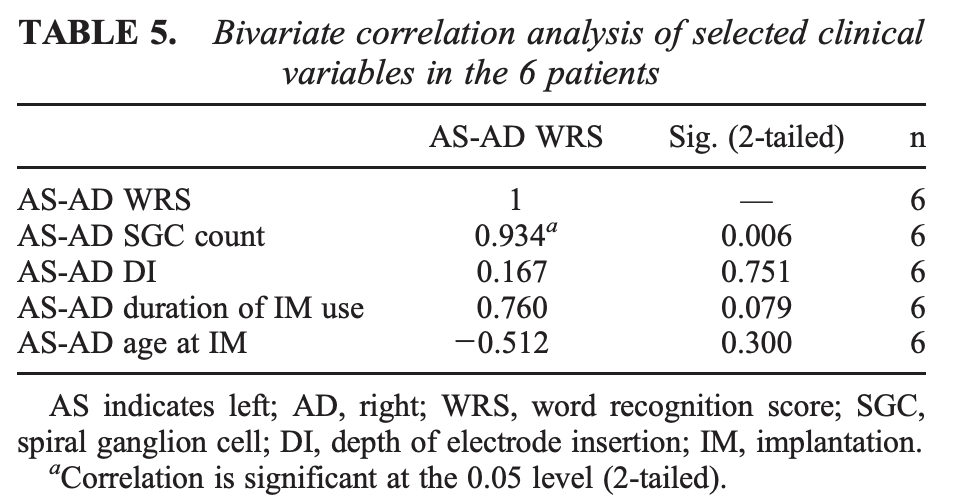 TABLE 5. Bivariate correlation analysis of selected clinical
variables in the 6 patients
AS-AD WRS Sig. (2-tailed) n
AS-AD WRS 1 — 6
AS-AD SGC count 0.934a 0.006 6
AS-AD DI 0.167 0.751 6
AS-AD duration of IM use 0.760 0.079 6
AS-AD age at IM −0.512 0.300 6
AS indicates left; AD, right; WRS, word recognition score; SGC,
spiral ganglion cell; DI, depth of electrode insertion; IM, implantation.
aCorrelation is significant at the 0.05 level (2-tailed).